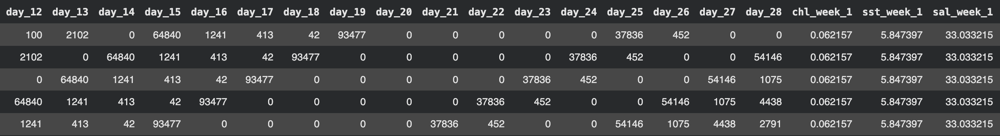 day_12 day_13 day_14 day_15 day_16 day_17 day_18 day_19 day_20 day_21 day_22 day_23 day_24 day_25 day_26 day_27 day_28 chl_week_1 sst_week_1 sal_week_1
100 2102 0 64840 1241 413 42 93477 0 0 0 0 0 37836 452 0 0 0.062157 5.847397 33.033215
2102 0 64840 1241 413 42 93477 0 0 0 0 0 37836 452 0 0 54146 0.062157 5.847397 33.033215
0 64840 1241 413 42 93477 0 0 0 0 0 37836 452 0 0 54146 1075 0.062157 5.847397 33.033215
64840 1241 413 42 93477 0 0 0 0 0 37836 452 0 0 54146 1075 4438 0.062157 5.847397 33.033215
1241 413 42 93477 0 0 0 0 0 37836 452 0 0 54146 1075 4438 2791 0.062157 5.847397 33.033215